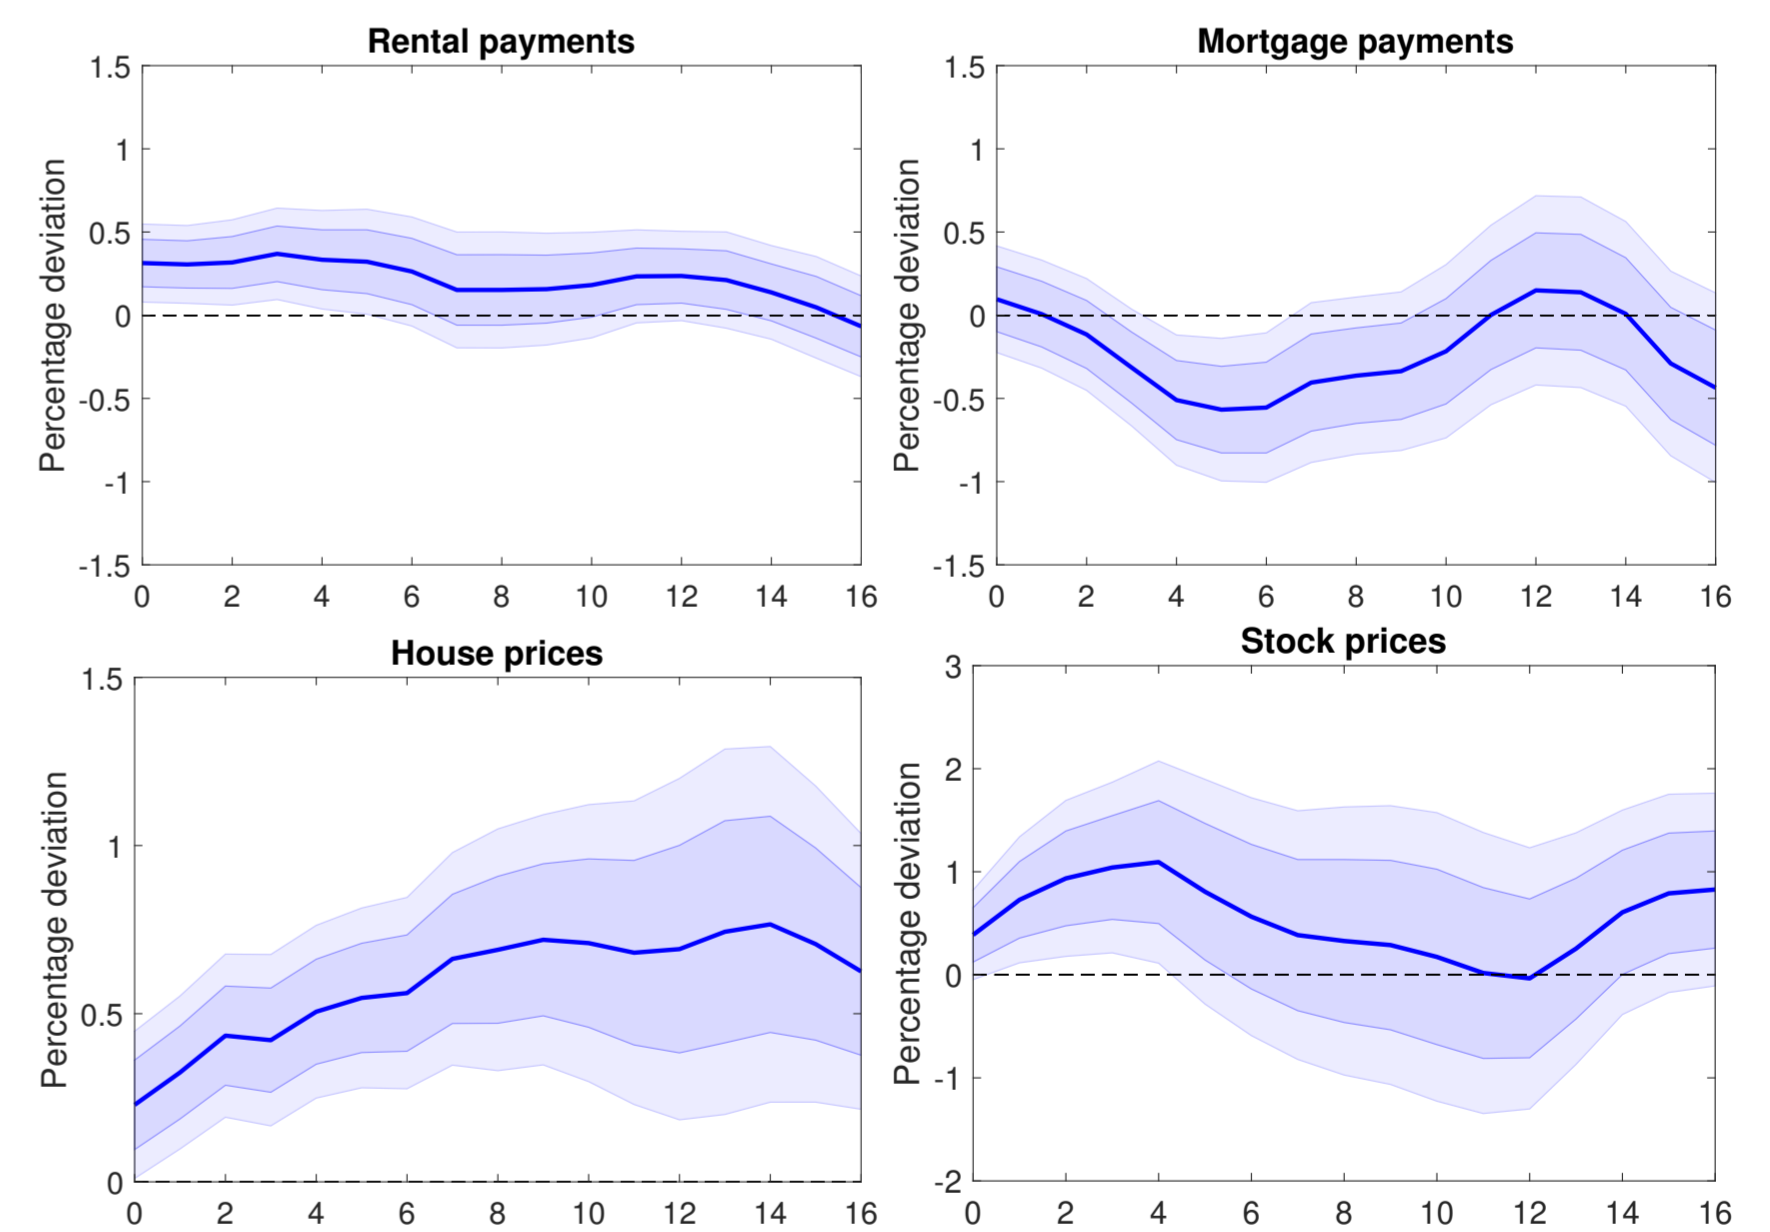 Rental payments
Percentage deviation
1.5
1
0.5
0
-0.5
-1
-1.5
0 2 4 6 8 10 12 14 16
Mortgage payments
Percentage deviation
1.5
1
0.5
0
-0.5
-1
-1.5
0 2 4 6 8 10 12 14 16
House prices
Percentage deviation
1.5
1
0.5
0
0 2 4 6 8 10 12 14 16
Stock prices
Percentage deviation
3
2
1
0
-1
-2
0 2 4 6 8 10 12 14 16